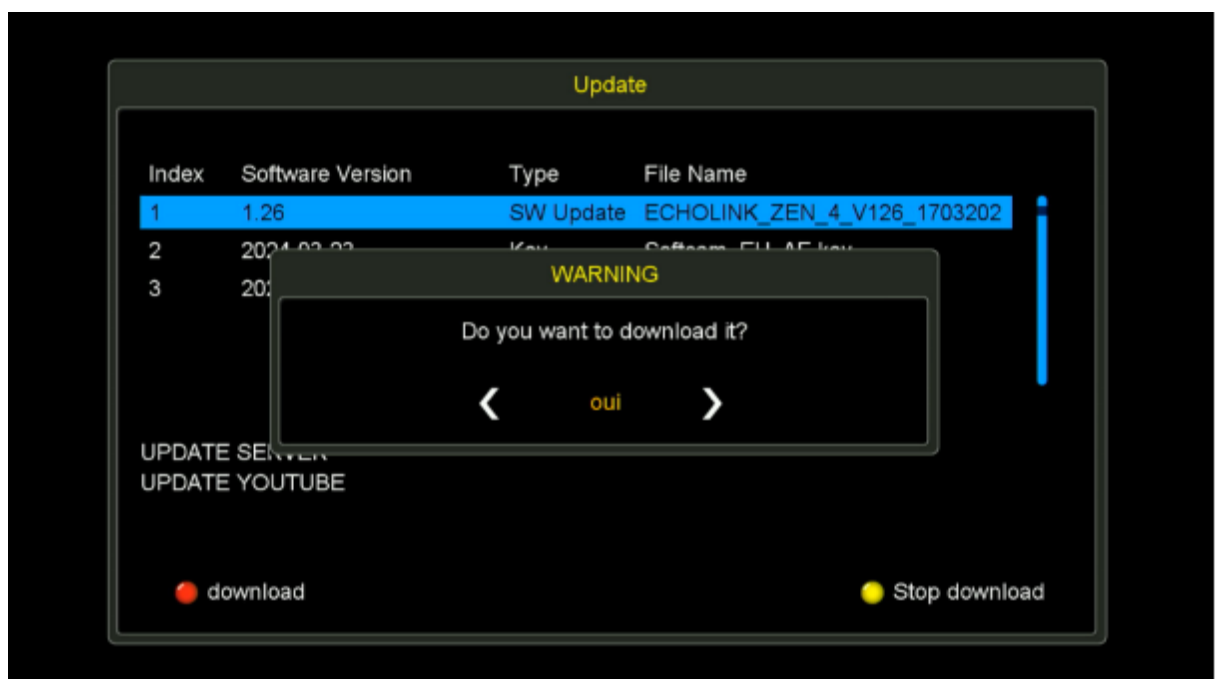 Update
Index Software Version Type File Name
1 1.26 SW Update ECHOLINK_ZEN_4_V126_1703202
2
3
WARNING
Do you want to download it?
oui
UPDATE
UPDATE YOUTUBE
download
Stop download